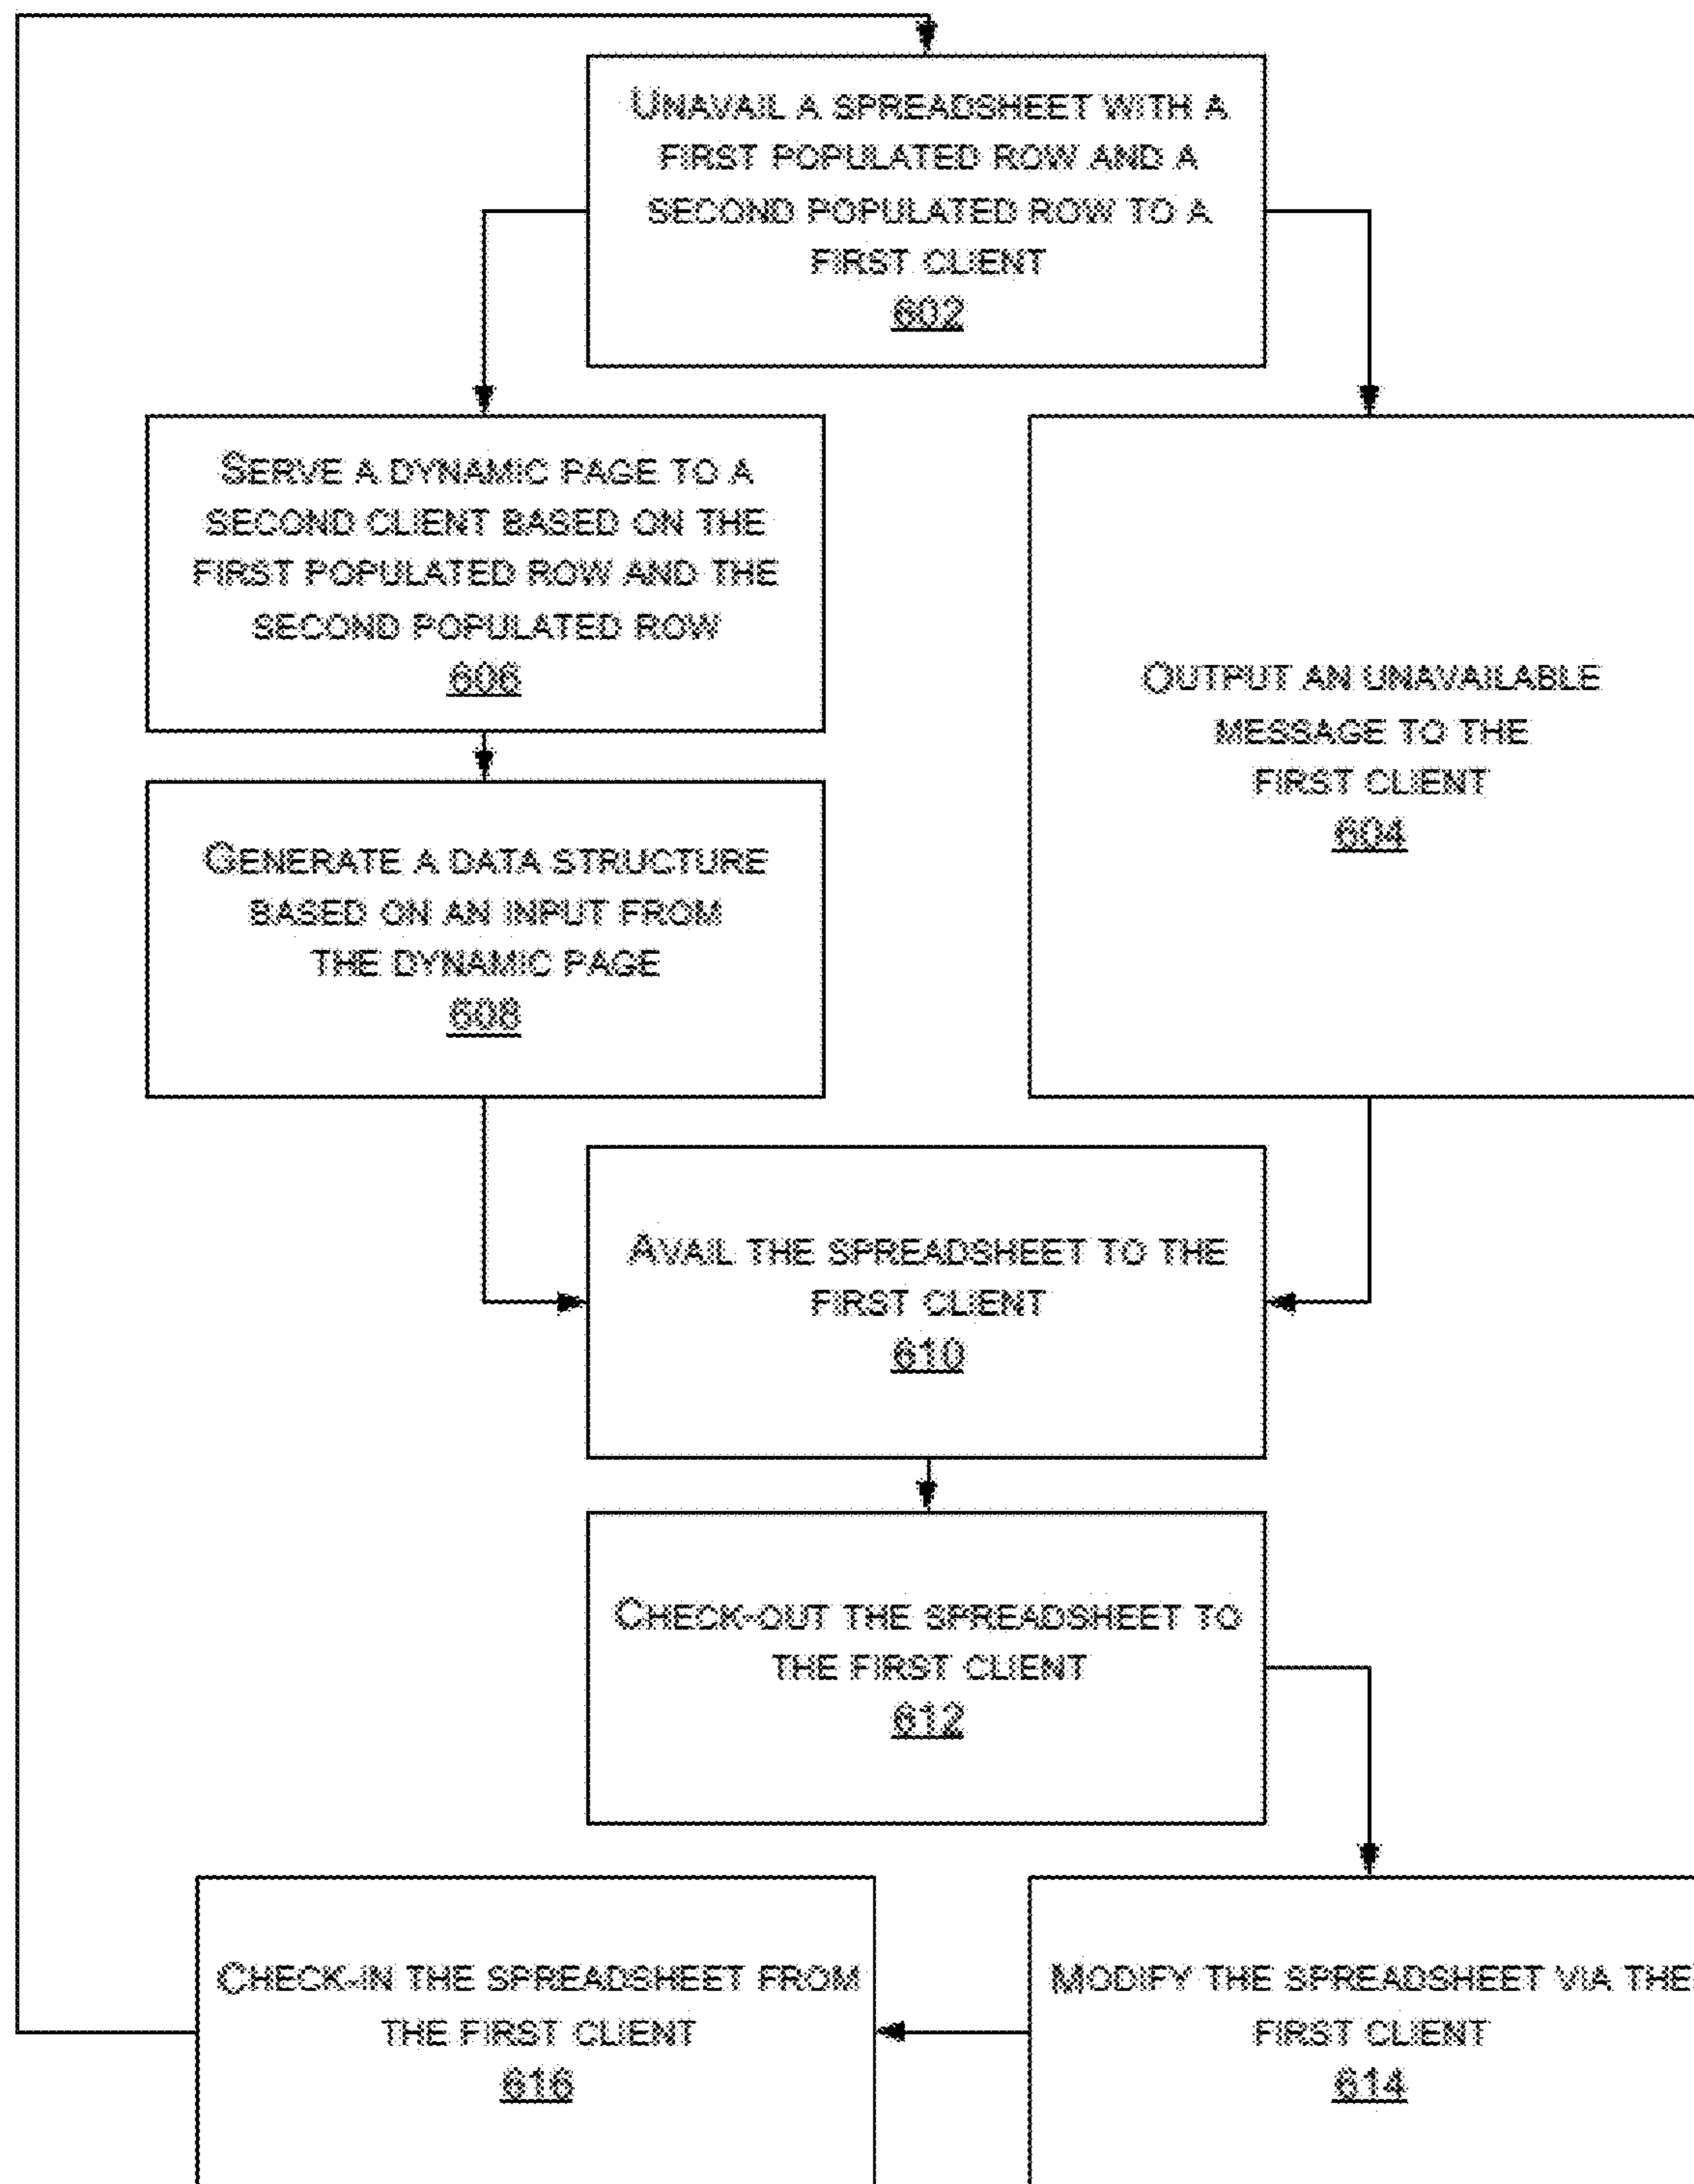 UNAVAIL A SPREADSHEET WITH A
FIRST POPULATED ROW AND A
SECOND POPULATED ROW TO A
FIRST CLIENT
602
SERVE A DYNAMIC PAGE TO A
SECOND CLIENT BASED ON THE
FIRST POPULATED ROW AND THE
SECOND POPULATED ROW
606
OUTPUT AN UNAVAILABLE
MESSAGE TO THE
FIRST CLIENT
604
GENERATE A DATA STRUCTURE
BASED ON AN INPUT FROM
THE DYNAMIC PAGE
608
AVAIL THE SPREADSHEET TO THE
FIRST CLIENT
610
CHECK-OUT THE SPREADSHEET TO
THE FIRST CLIENT
612
CHECK-IN THE SPREADSHEET FROM
THE FIRST CLIENT
616
MODIFY THE SPREADSHEET VIA THE
FIRST CLIENT
614